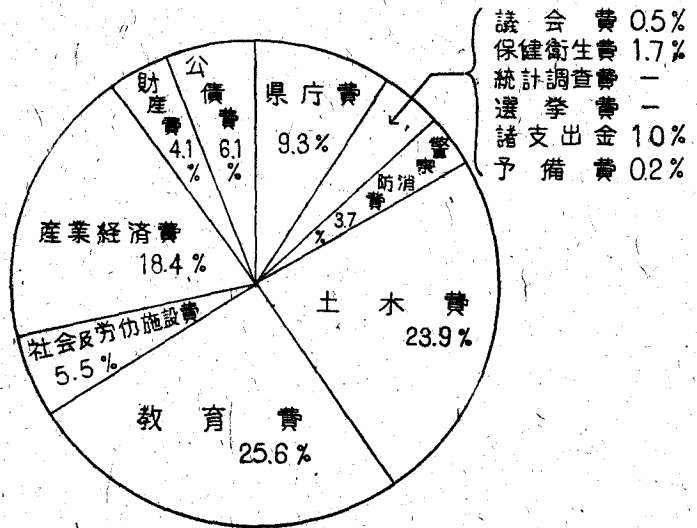 議会費 0.5%
保健衛生費 1.7%
統計調査費 －
選挙費 －
諸支出金 1.0%
予備費 0.2%
県庁費
9.3%
警察
消防
費
3.7
%
土木費
23.9%
教育費
25.6%
社会及労仂施設費
5.5%
産業経済費
18.4%
財産費
4.1
%
公債費
6.1
%